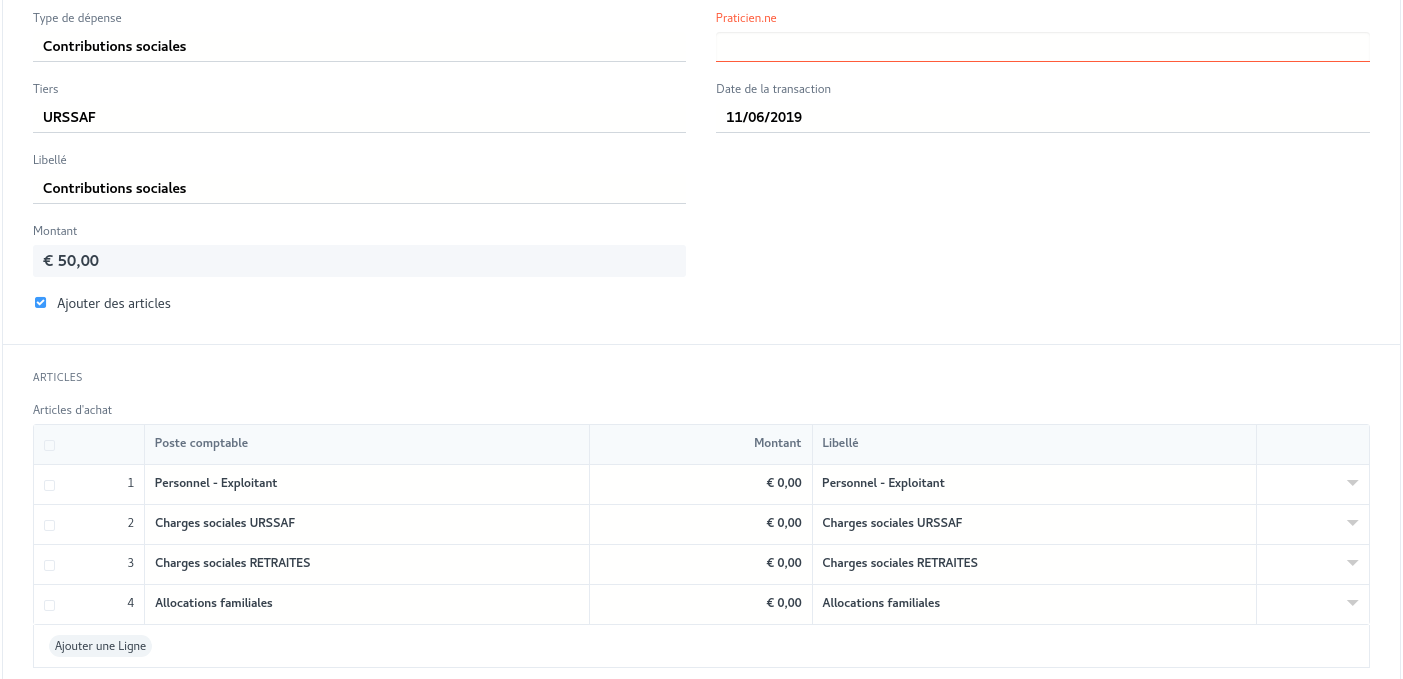 Type de dépense
Praticien.ne
Contributions sociales
Tiers
Date de la transaction
URSSAF
11/06/2019
Libellé
Contributions sociales
Montant
€ 50,00
Ajouter des articles
ARTICLES
Articles d'achat
Poste comptable Montant Libellé
1 Personnel - Exploitant € 0,00 Personnel - Exploitant
2 Charges sociales URSSAF € 0,00 Charges sociales URSSAF
3 Charges sociales RETRAITES € 0,00 Charges sociales RETRAITES
4 Allocations familiales € 0,00 Allocations familiales
Ajouter une Ligne